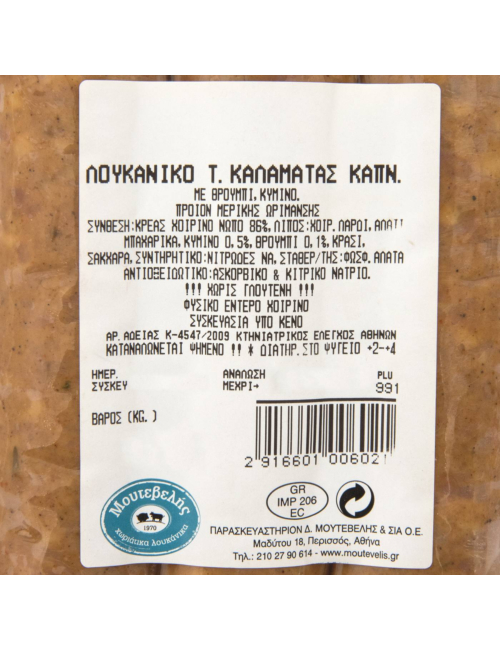 ΛΟΥΚΑΝΙΚΟ Τ. ΚΑΛΑΜΑΤΑΣ ΚΑΠΝ.
ΜΕ ΘΡΟΥΜΠΙ, ΚΥΜΙΝΟ.
ΠΡΟΙΟΝ ΜΕΡΙΚΗΣ ΩΡΙΜΑΝΣΗΣ
ΣΥΝΘΕΣΗ:ΚΡΕΑΣ ΧΟΙΡΙΝΟ ΝΩΠΟ 86%, ΛΙΠΟΣ:ΧΟΙΡ. ΛΑΡΔΙ, ΑΛΑΤΙ
ΜΠΑΧΑΡΙΚΑ, ΚΥΜΙΝΟ 0,5%, ΘΡΟΥΜΠΙ 0,1%, ΚΡΑΣΙ,
ΣΑΚΧΑΡΑ, ΣΥΝΤΗΡΗΤΙΚΟ:ΝΙΤΡΩΔΕΣ ΝΑ, ΣΤΑΘΕΡ/ΤΗΣ:ΦΩΣΦ. ΑΛΑΤΑ
ΑΝΤΙΟΞΕΙΔΩΤΙΚΟ:ΑΣΚΟΡΒΙΚΟ & ΚΙΤΡΙΚΟ ΝΑΤΡΙΟ.
!!! ΧΩΡΙΣ ΓΛΟΥΤΕΝΗ !!!
ΦΥΣΙΚΟ ΕΝΤΕΡΟ ΧΟΙΡΙΝΟ
ΣΥΣΚΕΥΑΣΙΑ ΥΠΟ ΚΕΝΟ
ΑΡ. ΑΔΕΙΑΣ Κ-4547/2009 ΚΤΗΝΙΑΤΡΙΚΟΣ ΕΛΕΓΧΟΣ ΑΘΗΝΩΝ
ΚΑΤΑΝΑΛΩΝΕΤΑΙ ΨΗΜΕΝΟ !! * ΔΙΑΤΗΡ. ΣΤΟ ΨΥΓΕΙΟ +2-+4
ΗΜΕΡ. ΑΝΑΛΩΣΗ PLU
ΣΥΣΚΕΥ ΜΕΧΡΙ→ 991
ΒΑΡΟΣ (KG. )
2 916601 006021
Μουτεβελής
1970
χωριάτικα λουκάνικα
GR
IMP 206
EC
ΠΑΡΑΣΚΕΥΑΣΤΗΡΙΟΝ Δ. ΜΟΥΤΕΒΕΛΗΣ & ΣΙΑ Ο.Ε.
Μαδύτου 18, Περισσός, Αθήνα
Τηλ.: 210 27 90 614 - www.moutevelis.gr